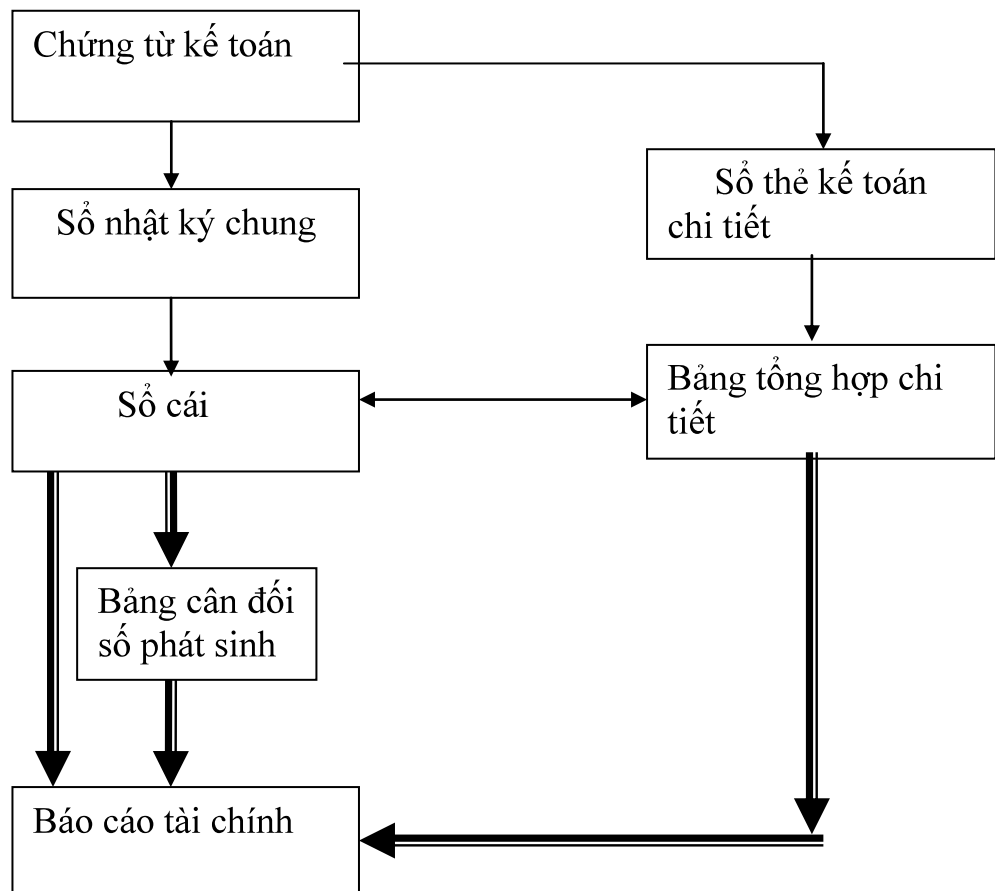 Chứng từ kế toán
Sổ thẻ kế toán
chi tiết
Sổ nhật ký chung
Bảng tổng hợp chi
tiết
Sổ cái
Bảng cân đối
số phát sinh
Báo cáo tài chính